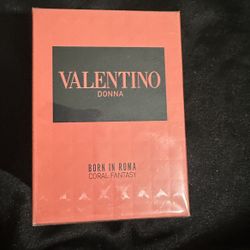 VALENTINO
DONNA
BORN IN ROMA
CORAL FANTASY